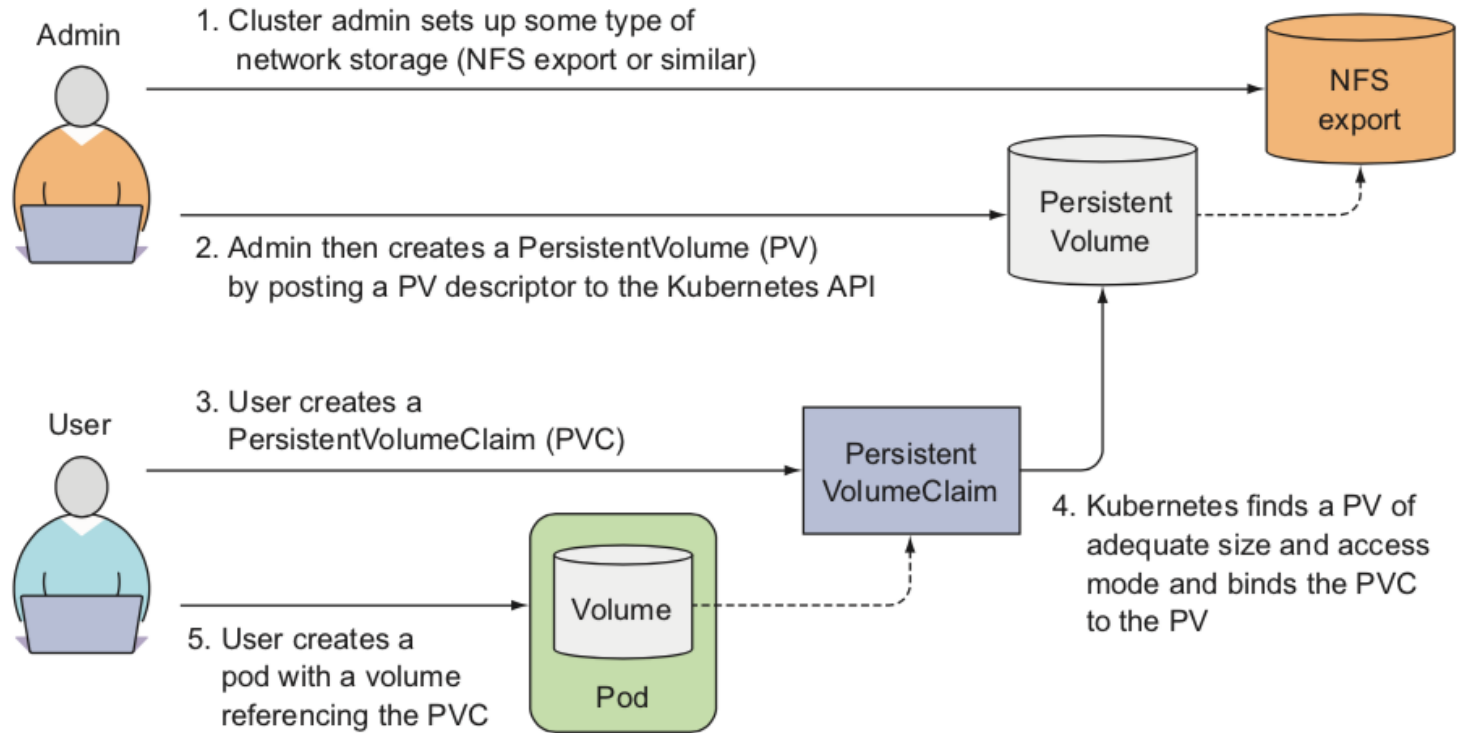 Admin
1. Cluster admin sets up some type of
network storage (NFS export or similar)
NFS
export
Persistent
Volume
2. Admin then creates a PersistentVolume (PV)
by posting a PV descriptor to the Kubernetes API
User
3. User creates a
PersistentVolumeClaim (PVC)
Persistent
VolumeClaim
4. Kubernetes finds a PV of
adequate size and access
mode and binds the PVC
to the PV
Volume
Pod
5. User creates a
pod with a volume
referencing the PVC